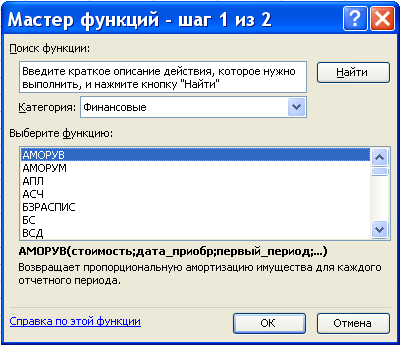 Мастер функций - шаг 1 из 2
Поиск функции:
Введите краткое описание действия, которое нужно
выполнить, и нажмите кнопку "Найти"
Найти
Категория: Финансовые
Выберите функцию:
АМОРУВ
АМОРУМ
АПЛ
АСЧ
БЗРАСПИС
БС
ВСД
АМОРУВ(стоимость;дата_приобр;первый_период;...)
Возвращает пропорциональную амортизацию имущества для каждого
отчетного периода.
Справка по этой функции
ОК
Отмена